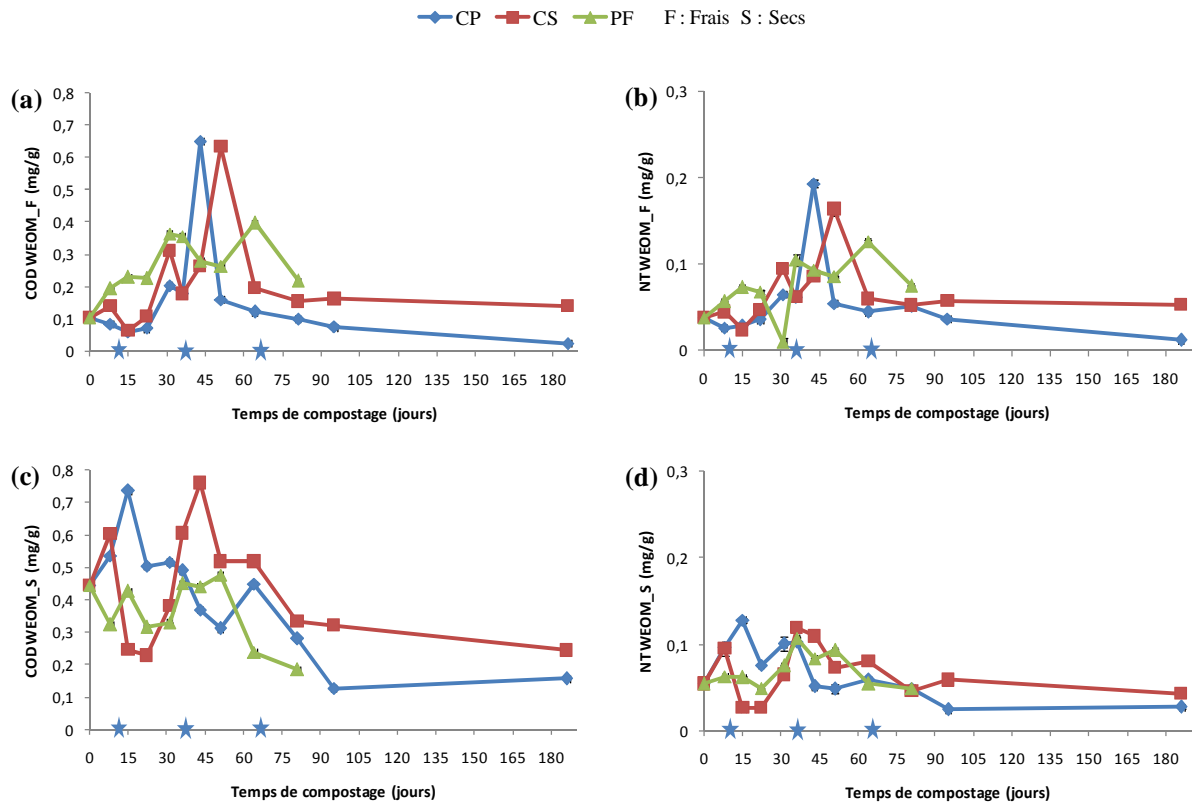 CP CS PF F : Frais S : Secs
(a)
CODWEOM_F (mg/g)
0,8
0,7
0,6
0,5
0,4
0,3
0,2
0,1
0
0 15 30 45 60 75 90 105 120 135 150 165 180
Temps de compostage (jours)
(b)
NTWEOM_F (mg/g)
0,3
0,2
0,1
0
0 15 30 45 60 75 90 105 120 135 150 165 180
Temps de compostage (jours)
(c)
CODWEOM_S (mg/g)
0,8
0,7
0,6
0,5
0,4
0,3
0,2
0,1
0
0 15 30 45 60 75 90 105 120 135 150 165 180
Temps de compostage (jours)
(d)
NTWEOM_S (mg/g)
0,3
0,2
0,1
0
0 15 30 45 60 75 90 105 120 135 150 165 180
Temps de compostage (jours)